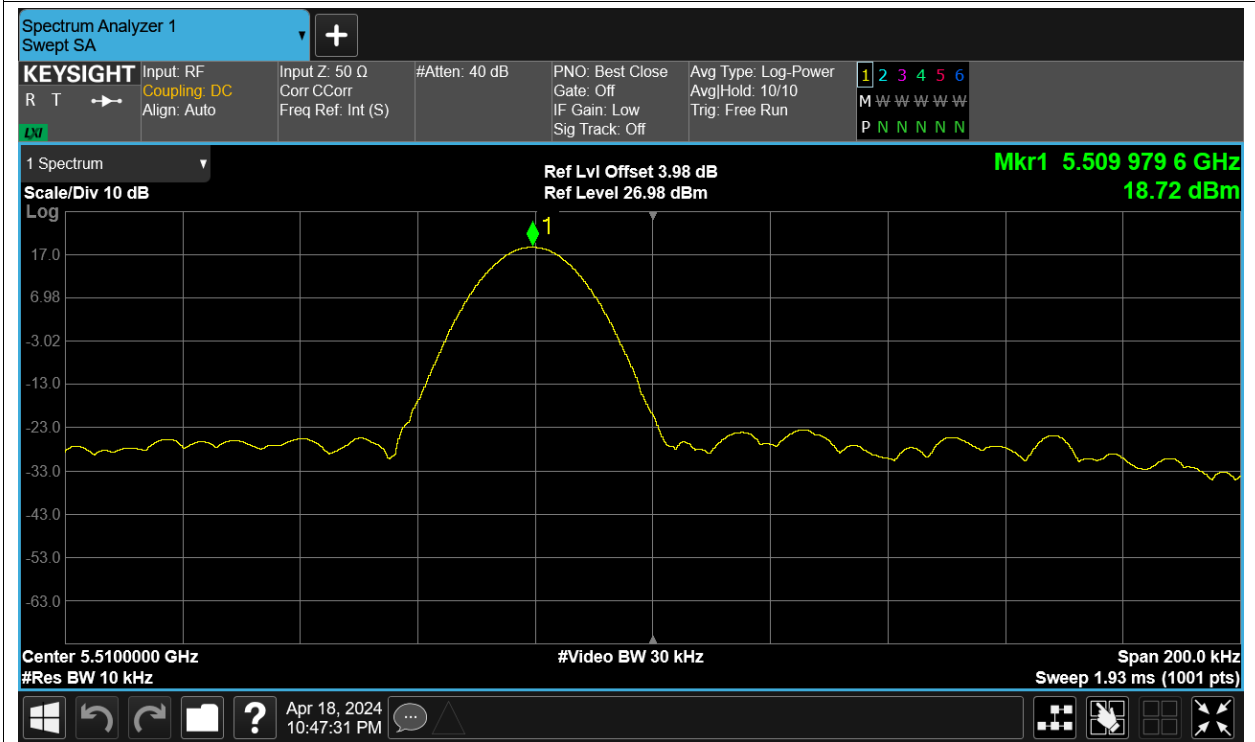 Spectrum Analyzer 1
Swept SA
KEYSIGHT
R T
LXI
Input: RF
Coupling: DC
Align: Auto
Input Z: 50 Ω
Corr CCorr
Freq Ref: Int (S)
#Atten: 40 dB
PNO: Best Close
Gate: Off
IF Gain: Low
Sig Track: Off
Avg Type: Log-Power
Avg|Hold: 10/10
Trig: Free Run
1 2 3 4 5 6
M W W W W W
P N N N N N
1 Spectrum
Scale/Div 10 dB
Log
Ref Lvl Offset 3.98 dB
Ref Level 26.98 dBm
Mkr1 5.509 979 6 GHz
18.72 dBm
1
17.0
6.98
-3.02
-13.0
-23.0
-33.0
-43.0
-53.0
-63.0
Center 5.5100000 GHz
#Res BW 10 kHz
#Video BW 30 kHz
Span 200.0 kHz
Sweep 1.93 ms (1001 pts)
?
Apr 18, 2024
10:47:31 PM